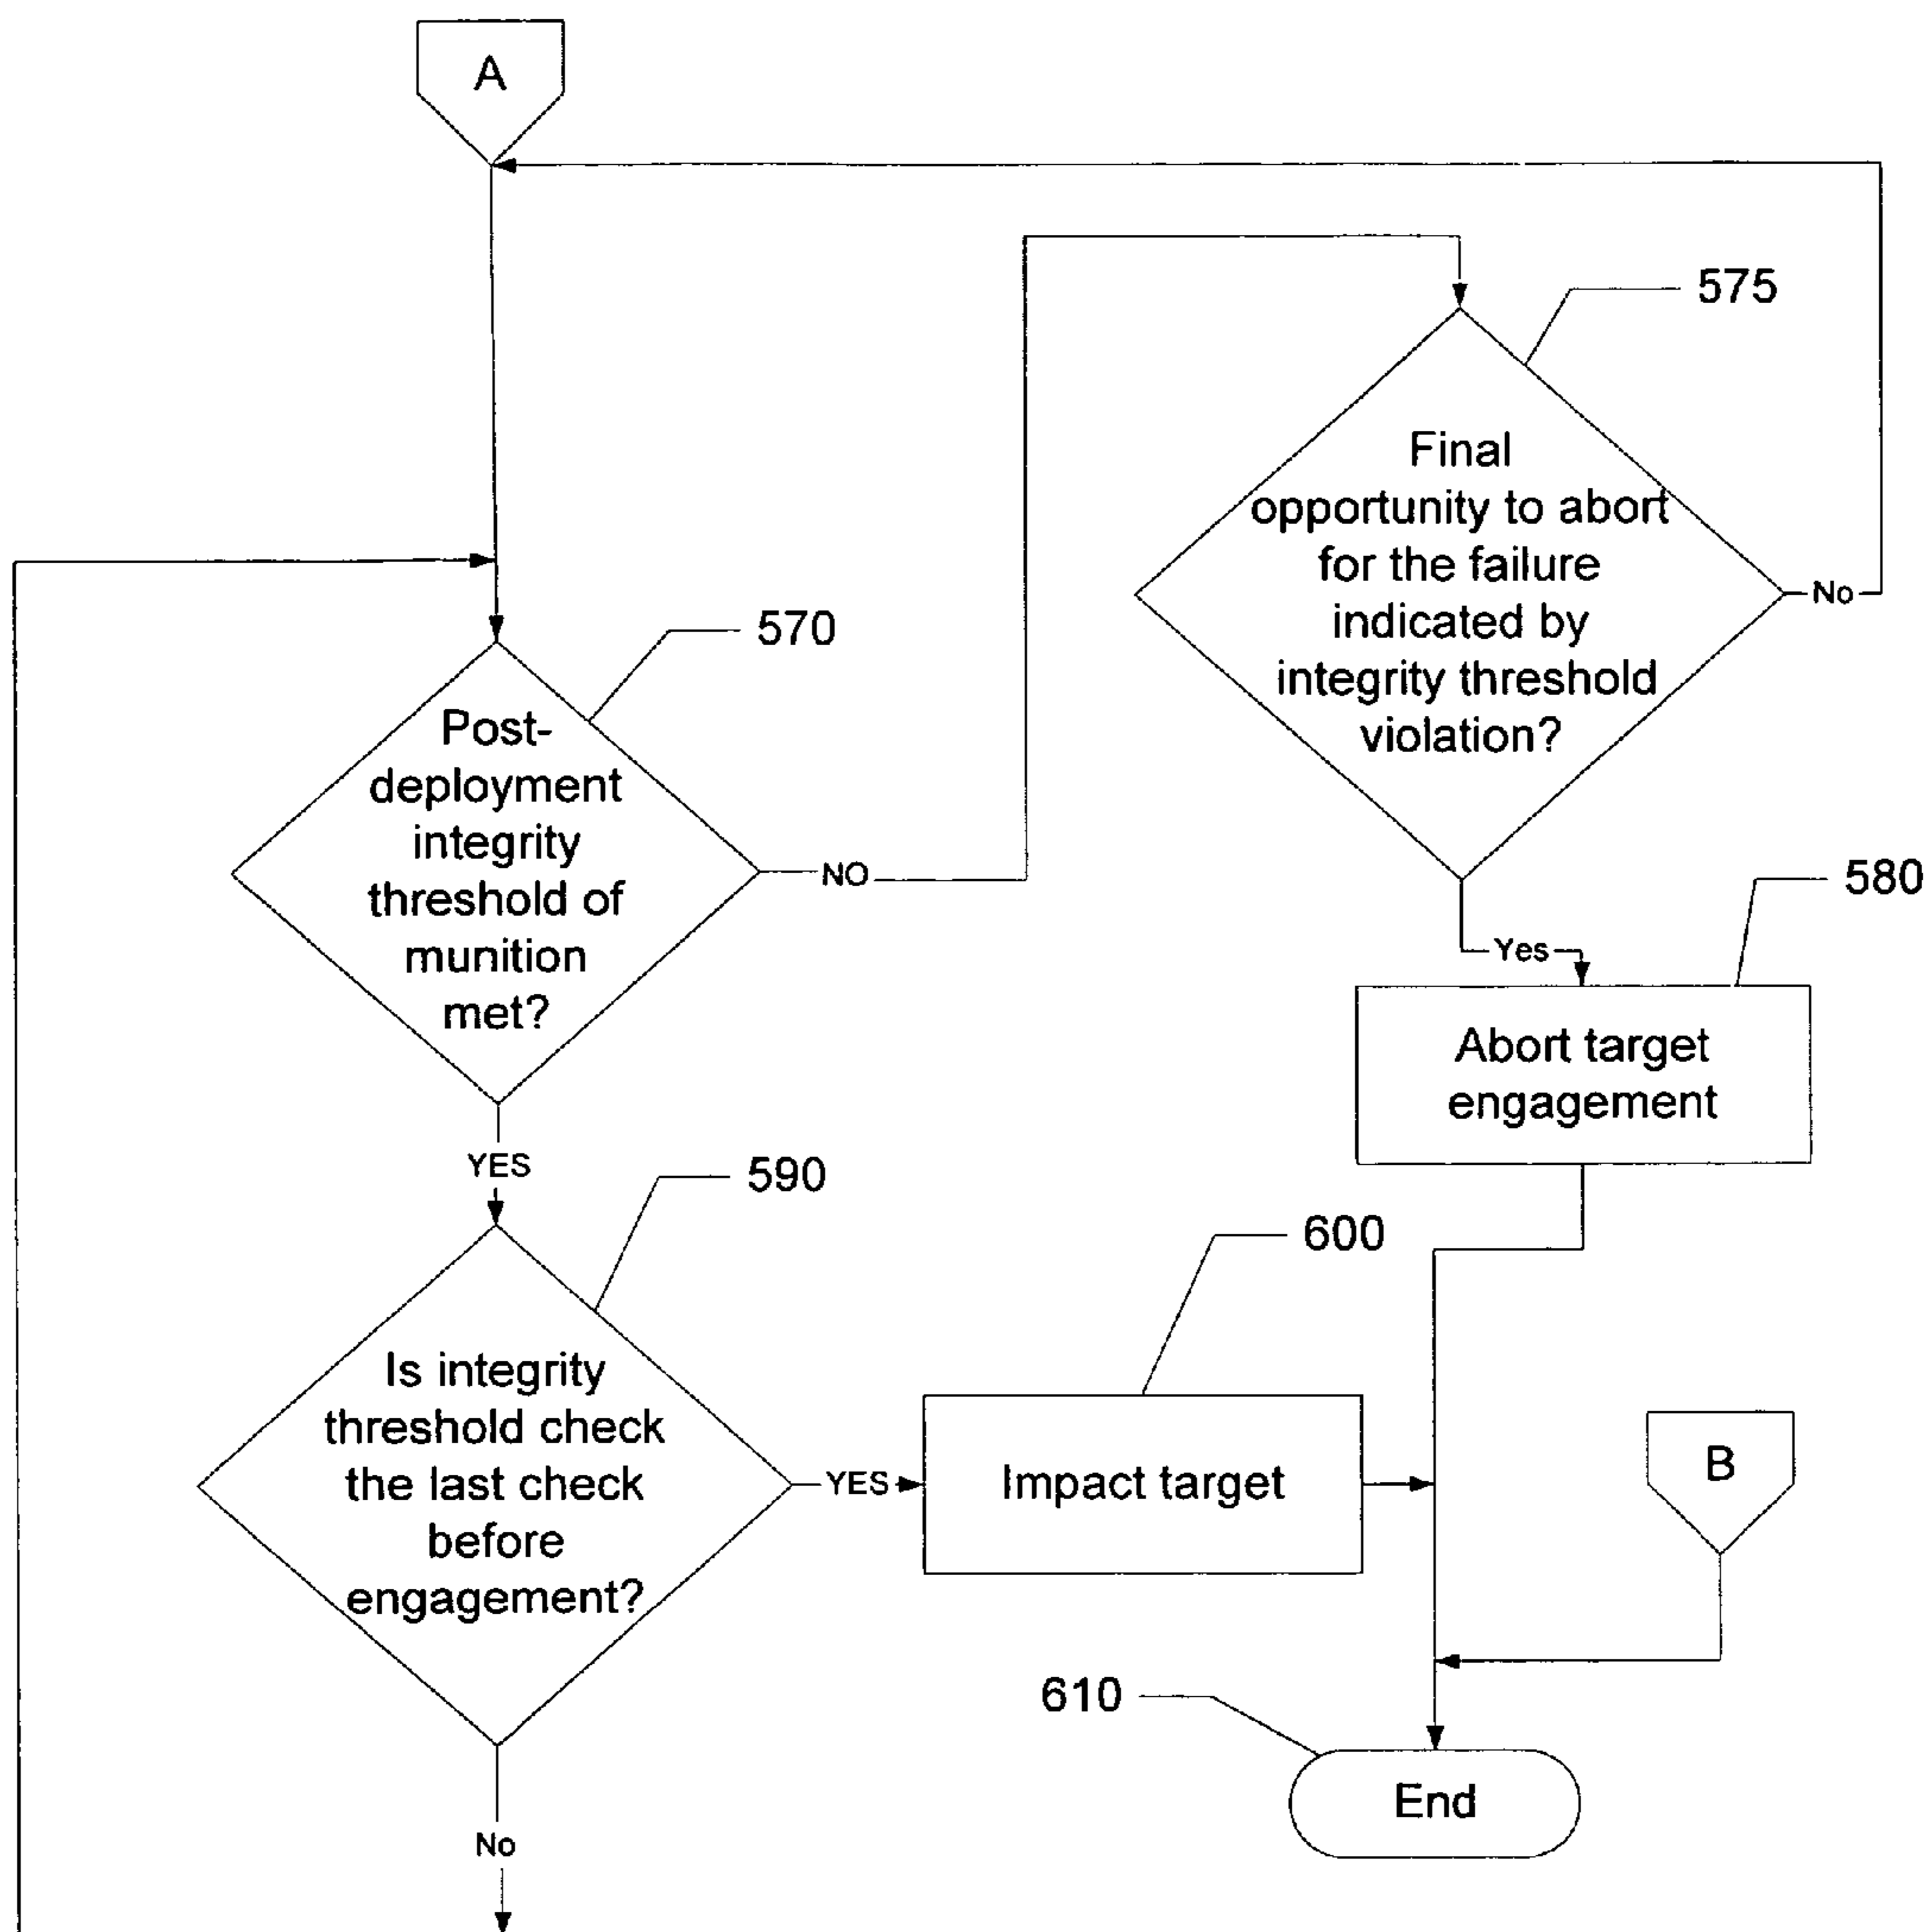 A
575
Final
opportunity to abort
for the failure
indicated by
integrity threshold
violation?
No
570
Post-
deployment
integrity
threshold of
munition
met?
NO
580
Yes
Abort target
engagement
YES
590
600
Is integrity
threshold check
the last check
before
engagement?
YES
Impact target
B
610
End
No